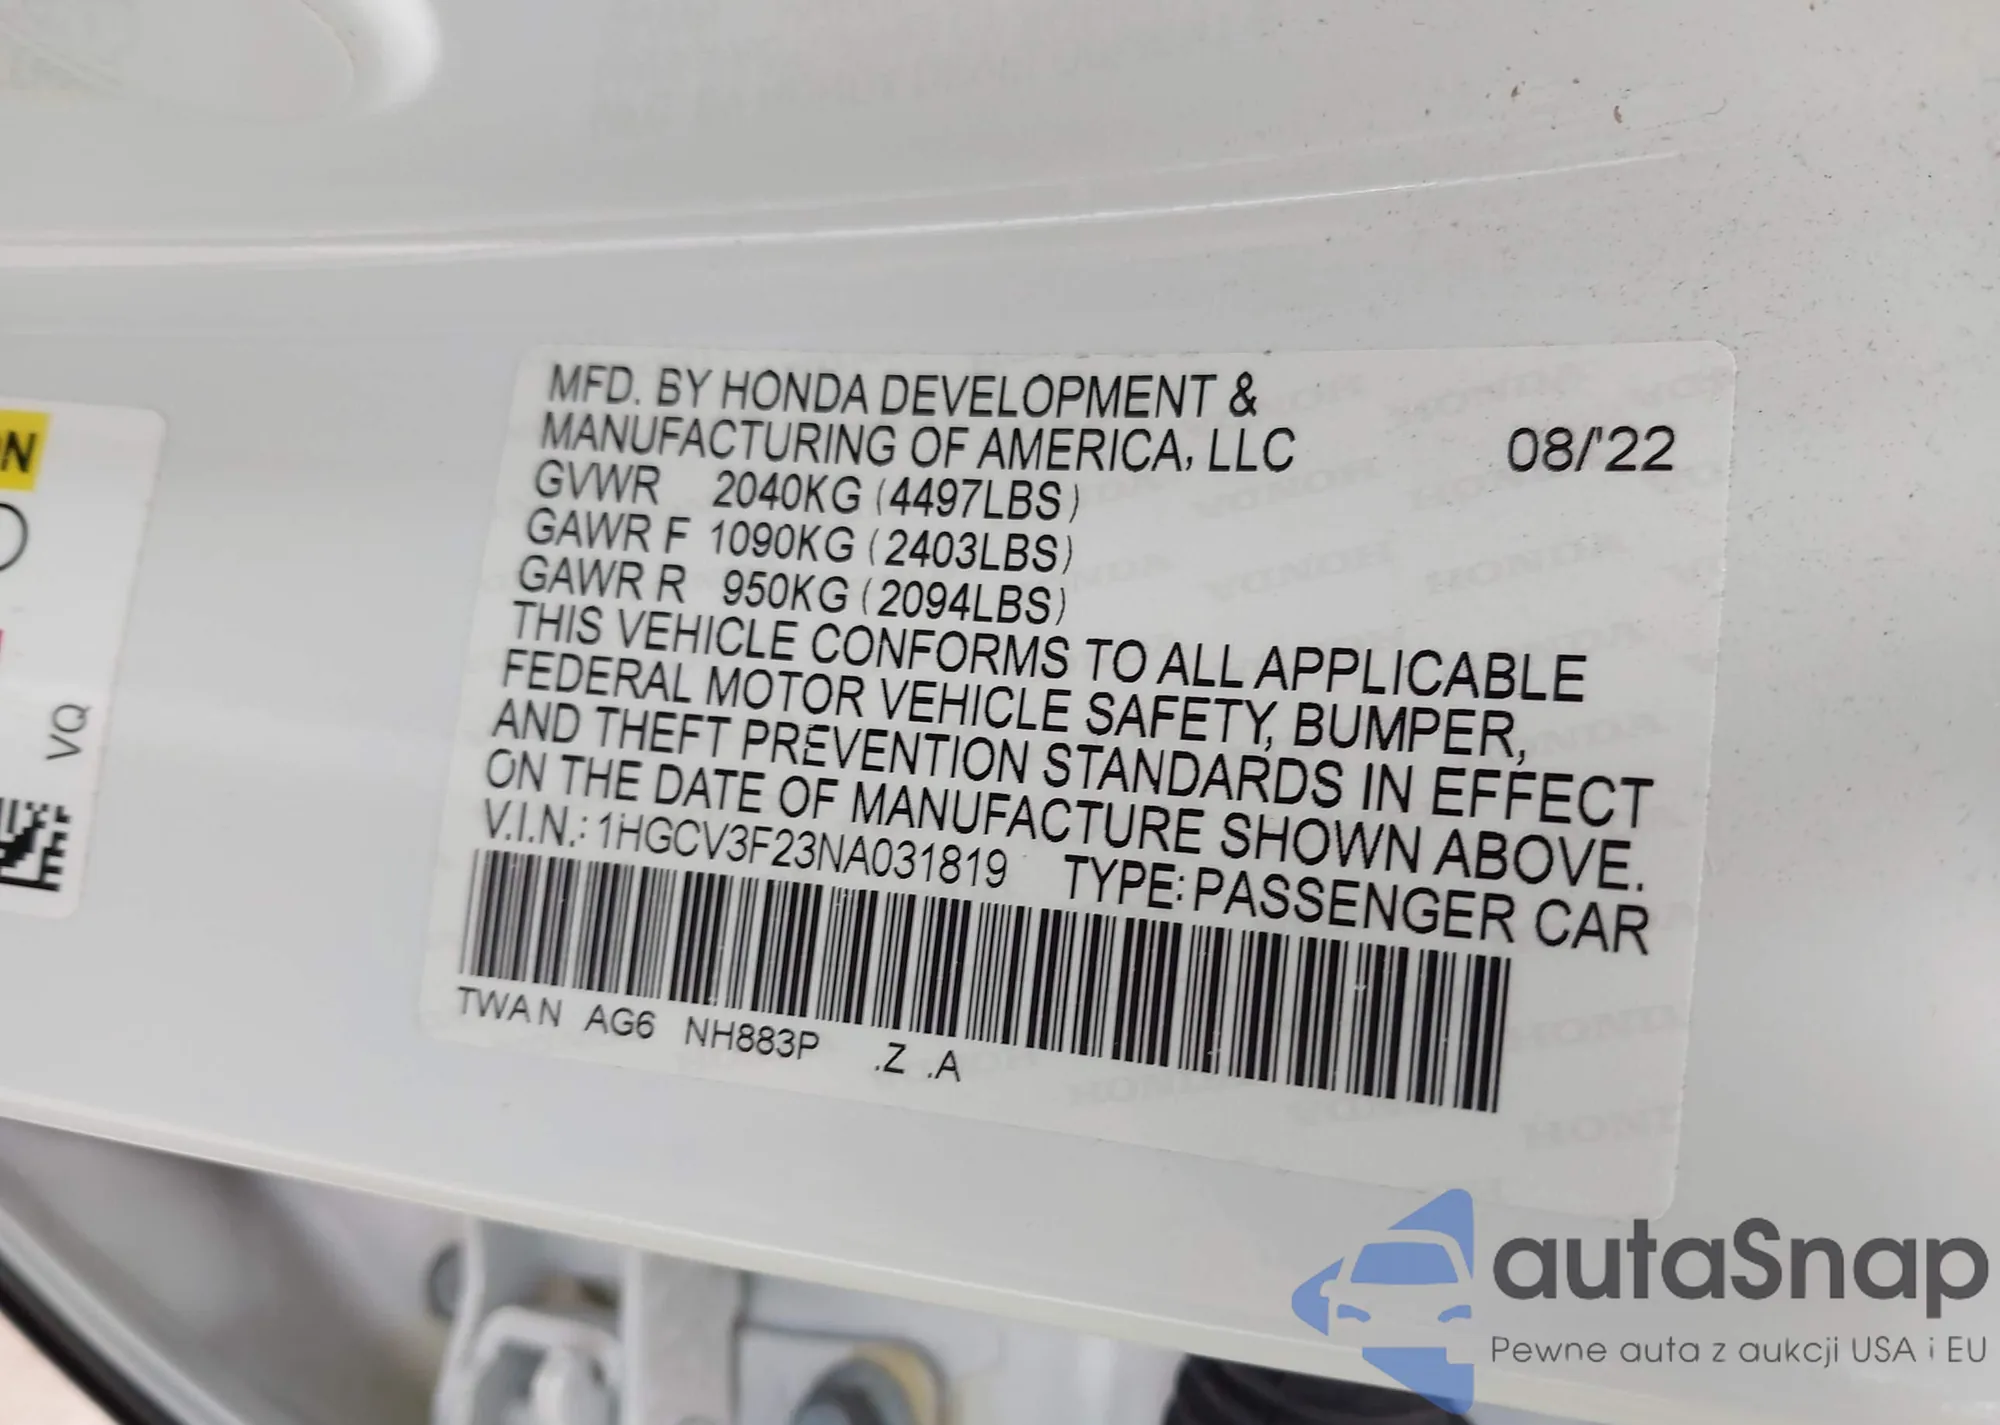 MFD. BY HONDA DEVELOPMENT &
MANUFACTURING OF AMERICA, LLC 08/'22
GVWR 2040KG (4497LBS)
GAWR F 1090KG (2403LBS)
GAWR R 950KG (2094LBS)
THIS VEHICLE CONFORMS TO ALL APPLICABLE
FEDERAL MOTOR VEHICLE SAFETY, BUMPER,
AND THEFT PREVENTION STANDARDS IN EFFECT
ON THE DATE OF MANUFACTURE SHOWN ABOVE.
V.I.N.: 1HGCV3F23NA031819 TYPE: PASSENGER CAR
TWAN AG6 NH883P .Z .A
VQ
autaSnap
Pewne auta z aukcji USA i EU